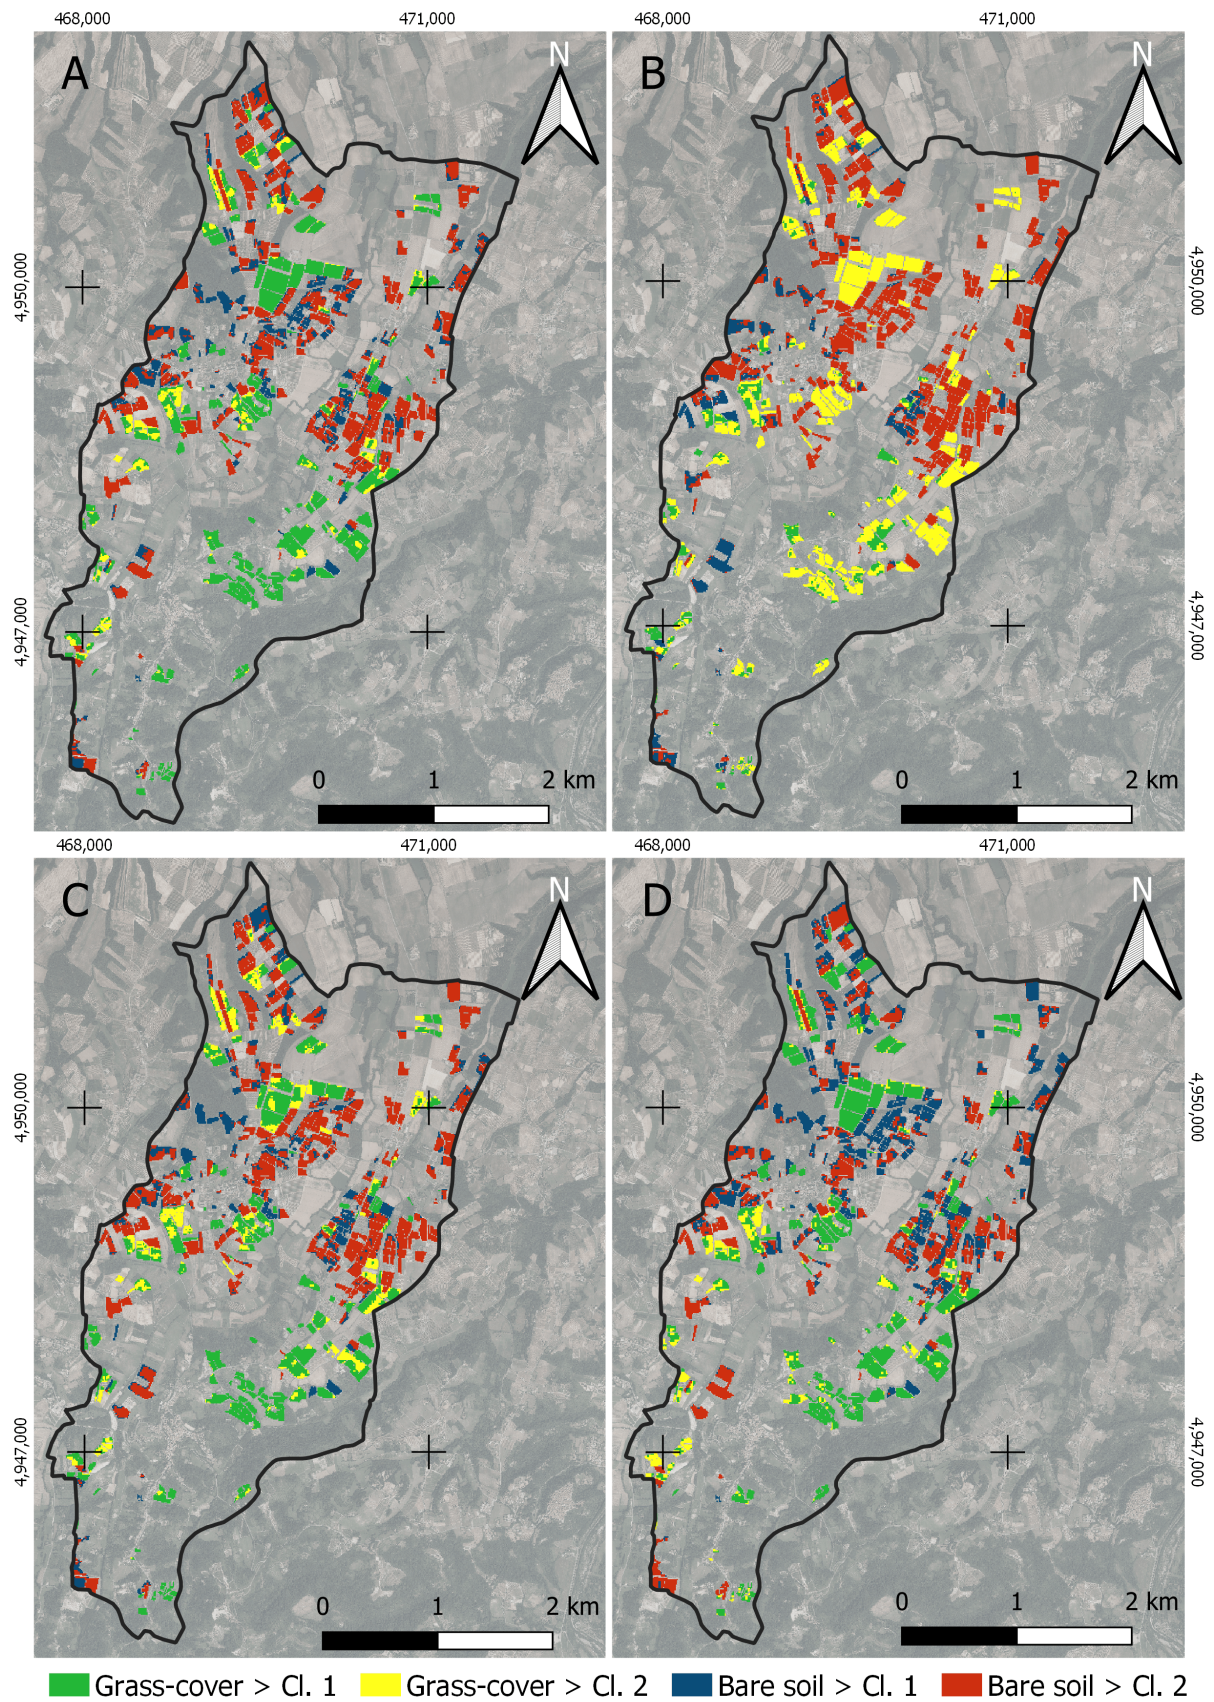 468,000 471,000 468,000 471,000
A N B N
4,950,000 4,950,000
4,947,000 4,947,000
0 1 2 km 0 1 2 km
468,000 471,000 468,000 471,000
C N D N
4,950,000 4,950,000
4,947,000 4,947,000
0 1 2 km 0 1 2 km
Grass-cover > Cl. 1 Grass-cover > Cl. 2 Bare soil > Cl. 1 Bare soil > Cl. 2